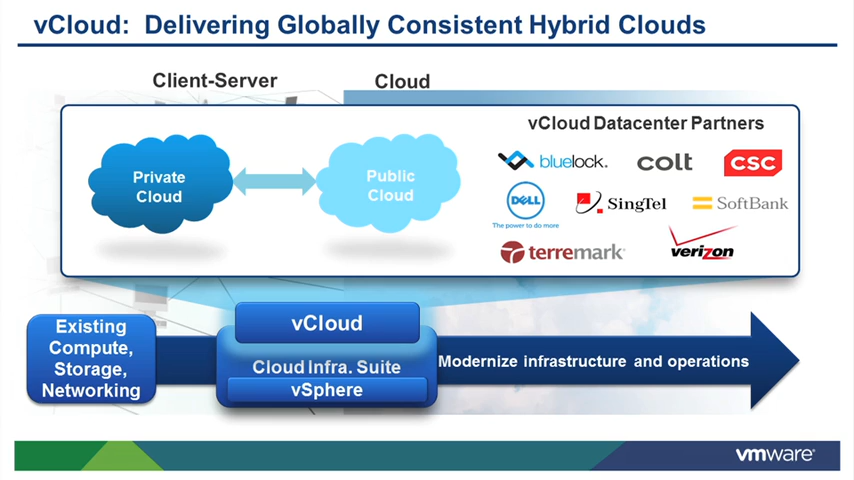 vCloud: Delivering Globally Consistent Hybrid Clouds
Client-Server
Cloud
vCloud Datacenter Partners
Private
Cloud
Public
Cloud
bluelock.
colt
CSC
DELL
The power to do more
SingTel
SoftBank
terremark
verizon
Existing
Compute,
Storage,
Networking
vCloud
Cloud Infra. Suite
vSphere
Modernize infrastructure and operations
vmware